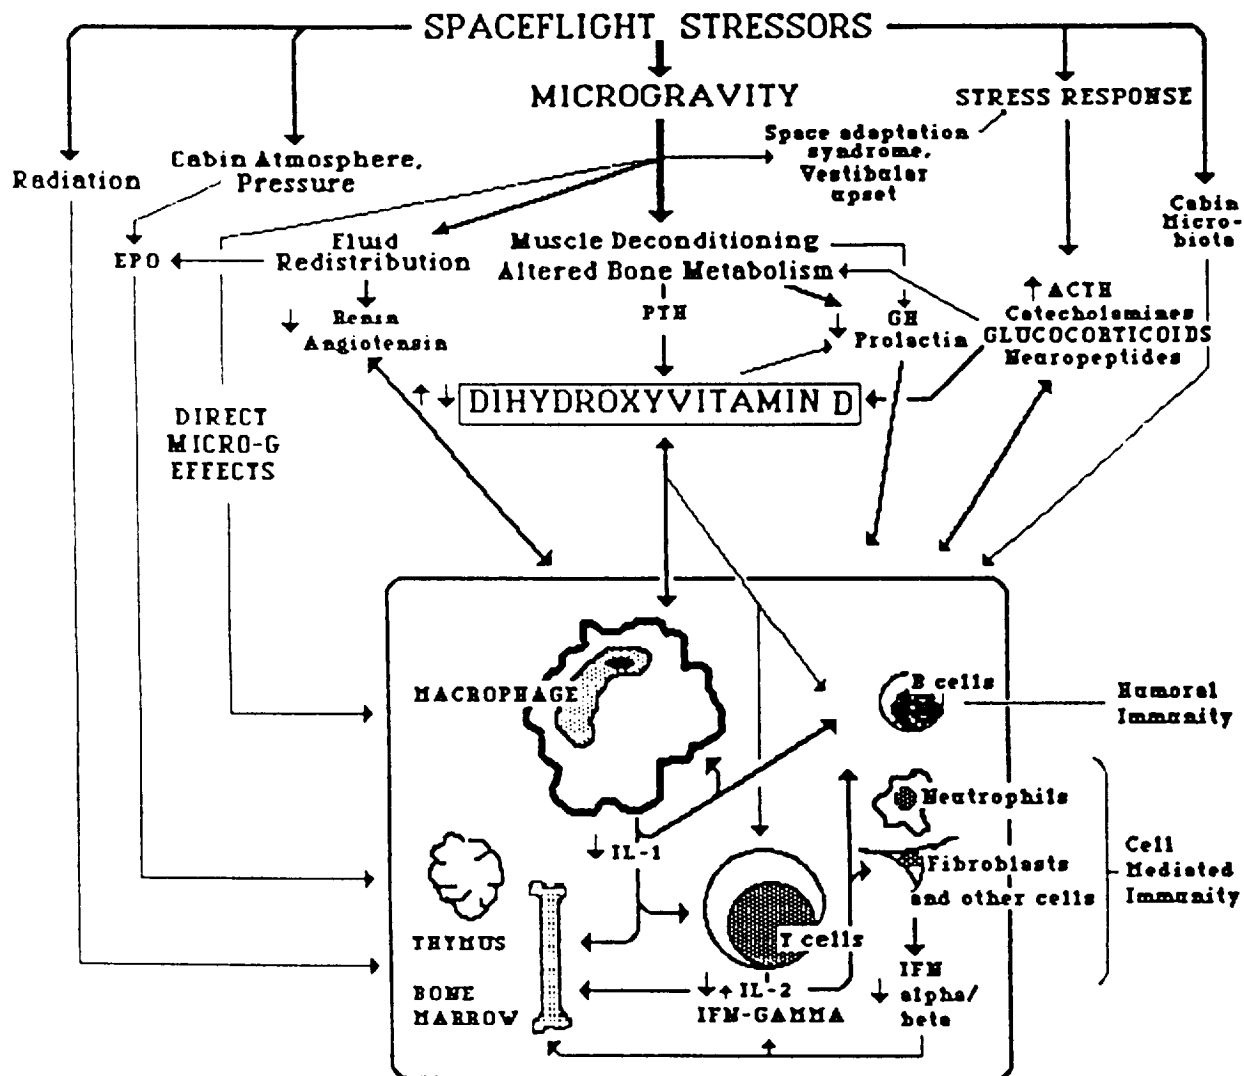 SPACEFLIGHT STRESSORS
MICROGRAVITY
STRESS RESPONSE
Space adaptation
syndrome,
Vestibular
upset
Cabin Atmosphere,
Pressure
Radiation
Cabin
Micro-
biota
Fluid
Redistribution
Muscle Deconditioning
Altered Bone Metabolism
EPO
PTH
GH
Prolactin
ACTH
Catecholamines
GLUCOCORTICOIDS
Neuropeptides
Renin
Angiotensin
DIHYDROXYVITAMIN D
DIRECT
MICRO-G
EFFECTS
MACROPHAGE
B cells
Humoral
Immunity
Neutrophils
IL-1
Fibroblasts
and other cells
Cell
Mediated
Immunity
THYMUS
T cells
BONE
MARROW
IL-2
IFN-GAMMA
IFN
alpha/
beta